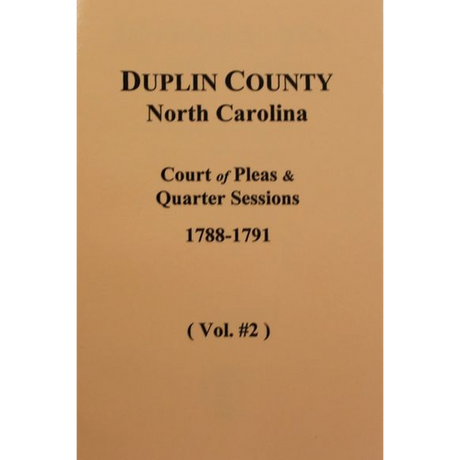 DUPLIN COUNTY
North Carolina
Court of Pleas &
Quarter Sessions
1788-1791
( Vol. #2 )